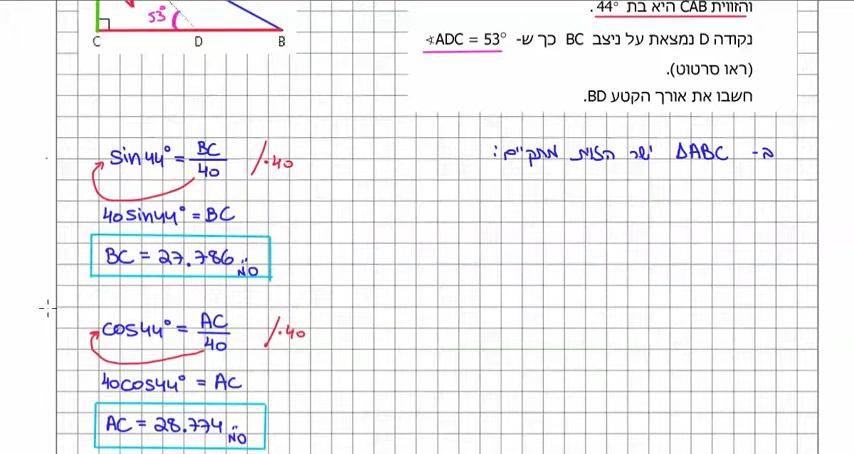 והזווית CAB היא בת 44°.
נקודה D נמצאת על ניצב BC כך ש- ∢ADC = 53°
(ראו סרטוט).
חשבו את אורך הקטע BD.
53°
C D B
ב- ΔABC ישר הזווית מתקיים:
sin44° = BC/40 /·40
40sin44° = BC
BC = 27.786 ס"מ
cos44° = AC/40 /·40
40cos44° = AC
AC = 28.774 ס"מ